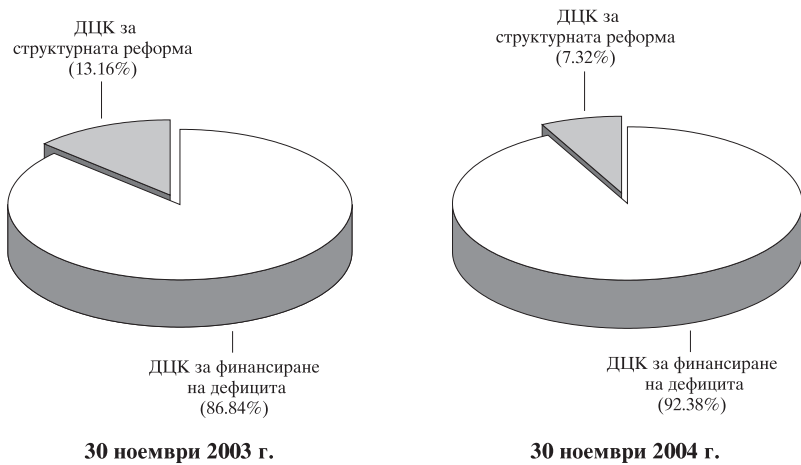 ДЦК за
структурната реформа
(13.16%)
ДЦК за финансиране
на дефицита
(86.84%)
30 ноември 2003 г.
ДЦК за
структурната реформа
(7.32%)
ДЦК за финансиране
на дефицита
(92.38%)
30 ноември 2004 г.